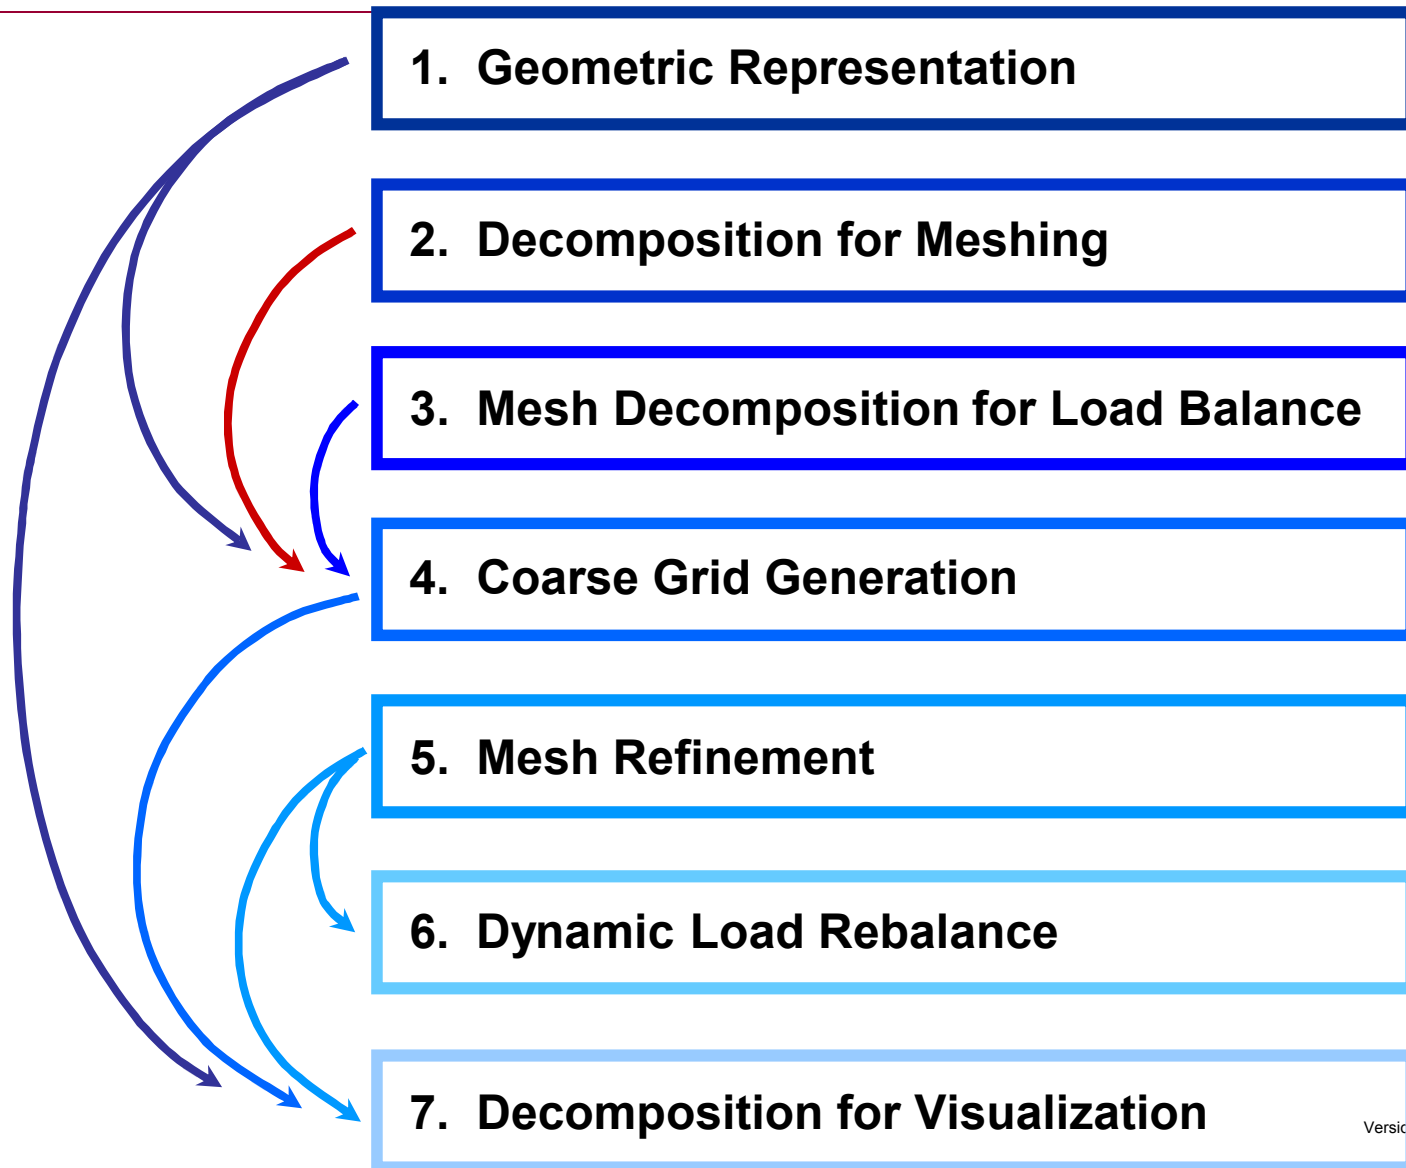 1. Geometric Representation
2. Decomposition for Meshing
3. Mesh Decomposition for Load Balance
4. Coarse Grid Generation
5. Mesh Refinement
6. Dynamic Load Rebalance
7. Decomposition for Visualization